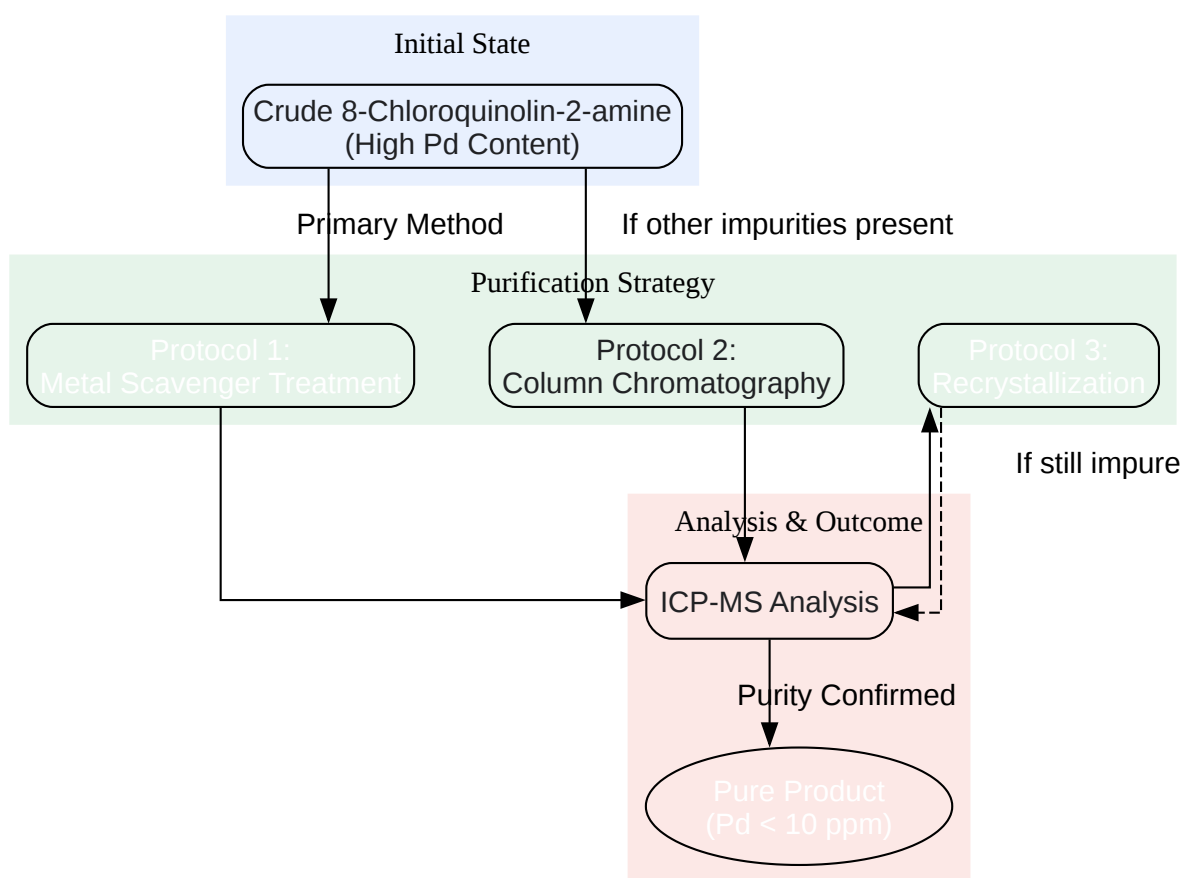 Initial State
Crude 8-Chloroquinolin-2-amine
(High Pd Content)
Primary Method
If other impurities present
Purification Strategy
Protocol 1:
Metal Scavenger Treatment
Protocol 2:
Column Chromatography
Protocol 3:
Recrystallization
If still impure
Analysis & Outcome
ICP-MS Analysis
Purity Confirmed
Pure Product
(Pd < 10 ppm)